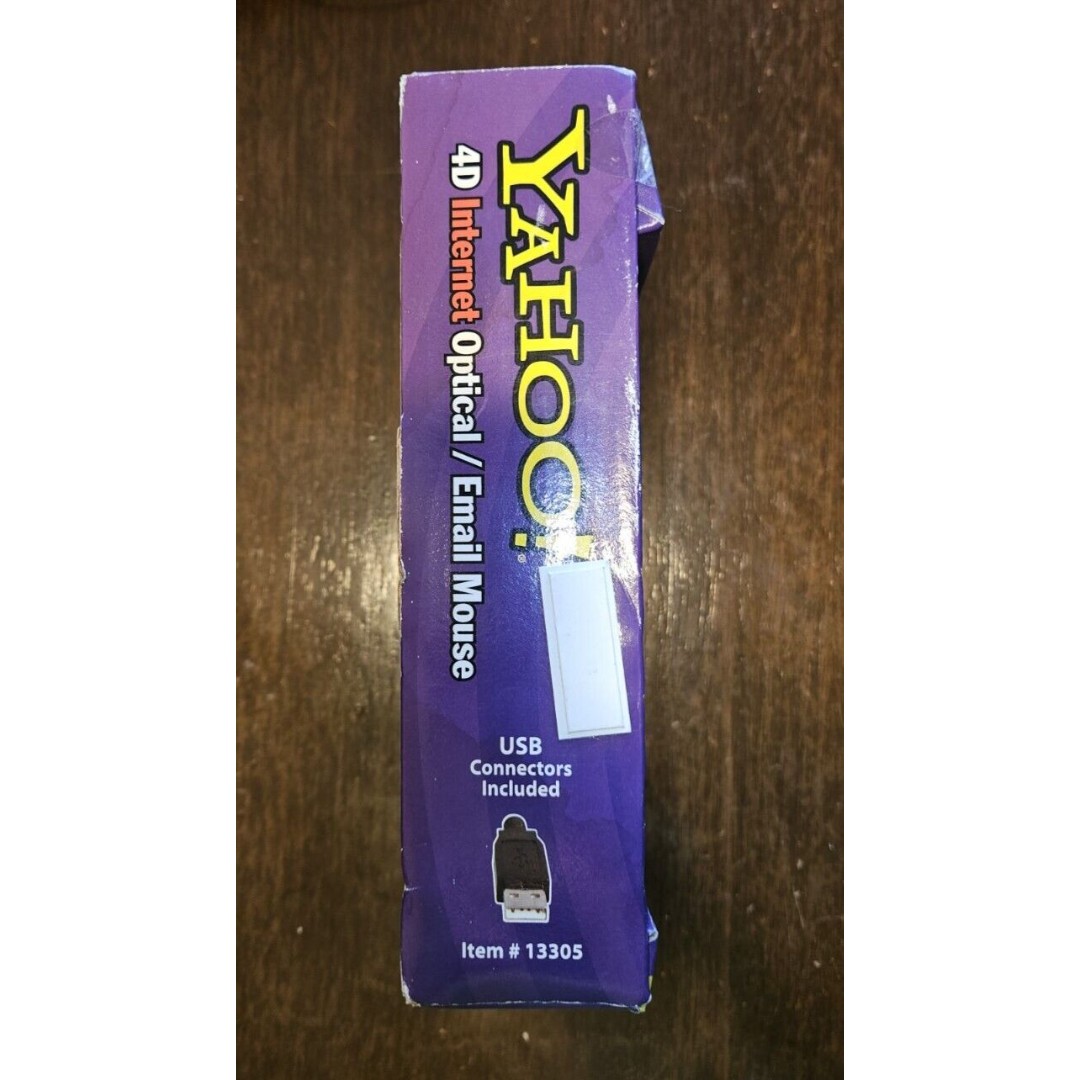 YAHOO!®
4D Internet Optical / Email Mouse
USB
Connectors
Included
Item # 13305